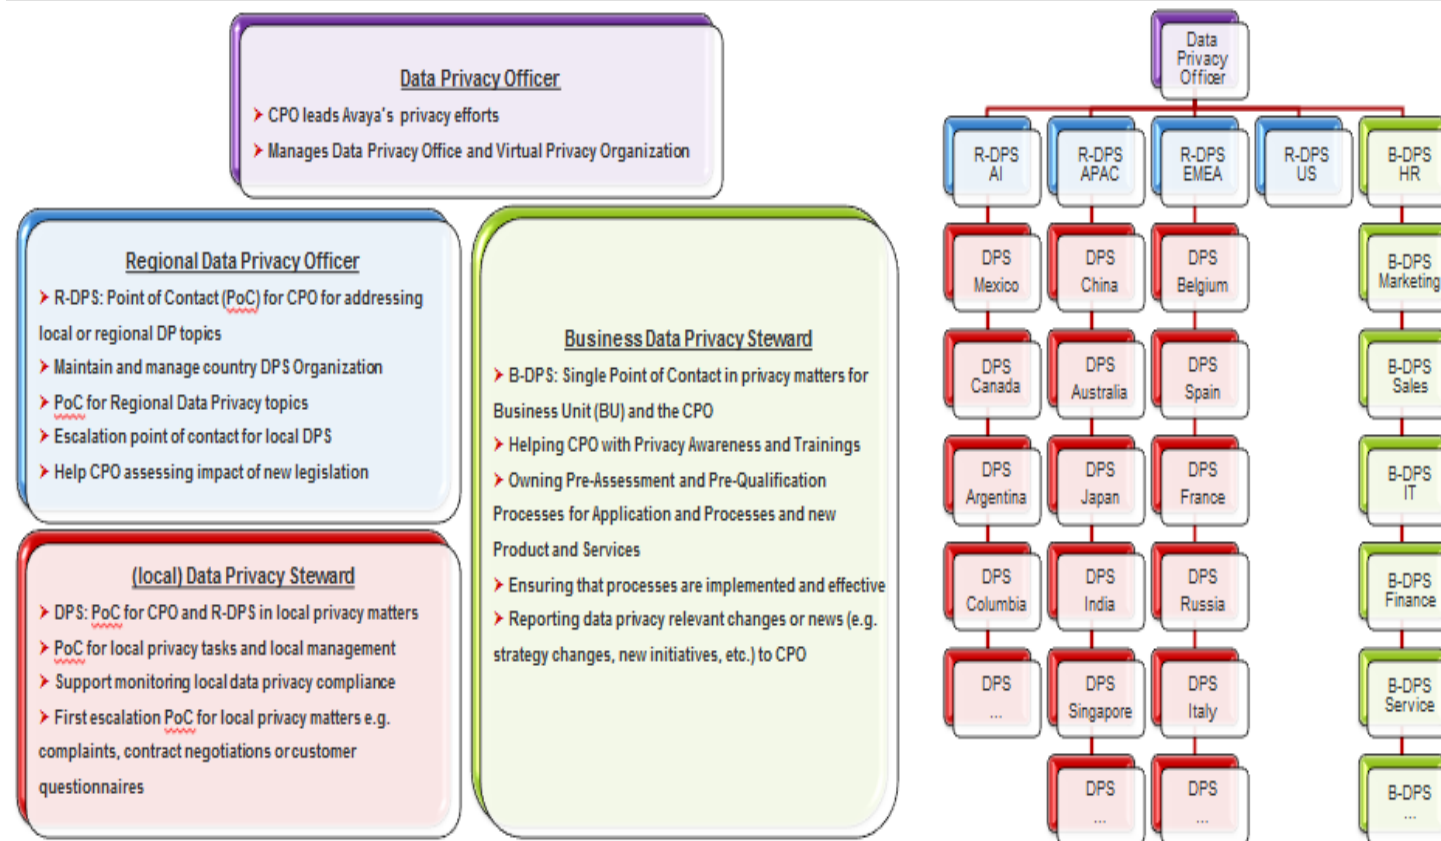 Data Privacy Officer
➤ CPO leads Avaya's privacy efforts
➤ Manages Data Privacy Office and Virtual Privacy Organization
Regional Data Privacy Officer
➤ R-DPS: Point of Contact (PoC) for CPO for addressing
local or regional DP topics
➤ Maintain and manage country DPS Organization
➤ PoC for Regional Data Privacy topics
➤ Escalation point of contact for local DPS
➤ Help CPO assessing impact of new legislation
(local) Data Privacy Steward
➤ DPS: PoC for CPO and R-DPS in local privacy matters
➤ PoC for local privacy tasks and local management
➤ Support monitoring local data privacy compliance
➤ First escalation PoC for local privacy matters e.g.
complaints, contract negotiations or customer
questionnaires
Business Data Privacy Steward
➤ B-DPS: Single Point of Contact in privacy matters for
Business Unit (BU) and the CPO
➤ Helping CPO with Privacy Awareness and Trainings
➤ Owning Pre-Assessment and Pre-Qualification
Processes for Application and Processes and new
Product and Services
➤ Ensuring that processes are implemented and effective
➤ Reporting data privacy relevant changes or news (e.g.
strategy changes, new initiatives, etc.) to CPO
Data
Privacy
Officer
R-DPS
AI
DPS
Mexico
DPS
Canada
DPS
Argentina
DPS
Columbia
DPS
...
R-DPS
APAC
DPS
China
DPS
Australia
DPS
Japan
DPS
India
DPS
Singapore
DPS
...
R-DPS
EMEA
DPS
Belgium
DPS
Spain
DPS
France
DPS
Russia
DPS
Italy
DPS
...
R-DPS
US
B-DPS
HR
B-DPS
Marketing
B-DPS
Sales
B-DPS
IT
B-DPS
Finance
B-DPS
Service
B-DPS
...